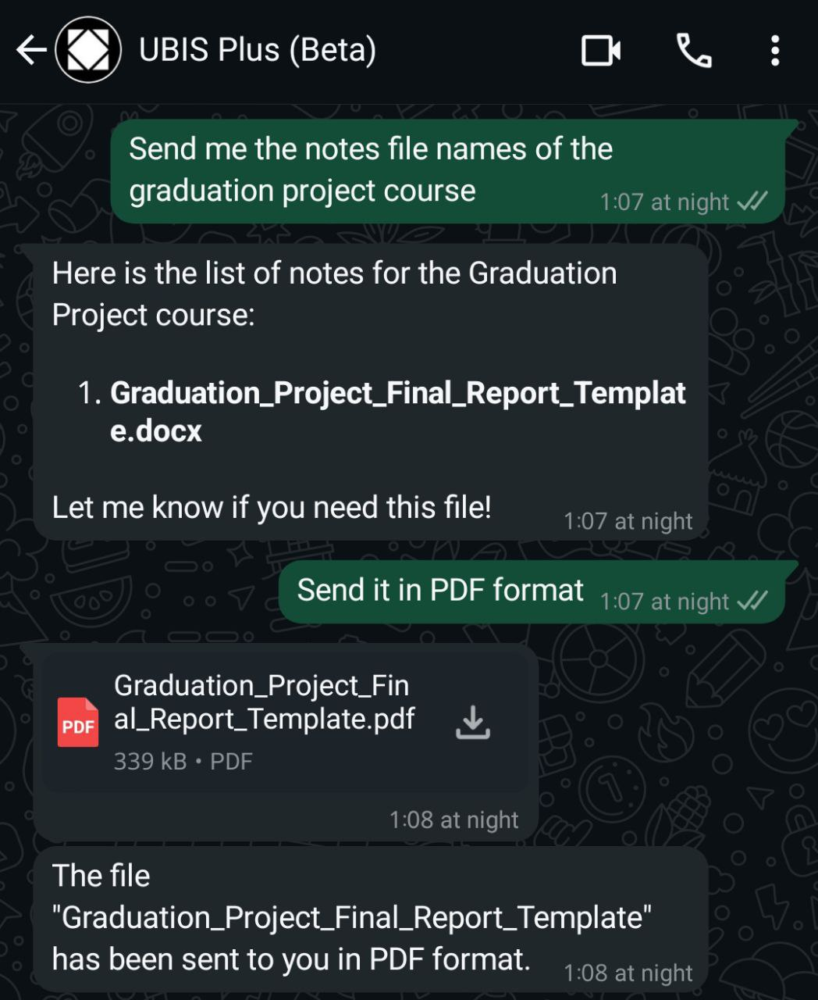 UBIS Plus (Beta)
Send me the notes file names of the
graduation project course
1:07 at night
Here is the list of notes for the Graduation
Project course:
1. Graduation_Project_Final_Report_Templat
e.docx
Let me know if you need this file!
1:07 at night
Send it in PDF format
1:07 at night
PDF
Graduation_Project_Fin
al_Report_Template.pdf
339 kB • PDF
1:08 at night
The file
"Graduation_Project_Final_Report_Template"
has been sent to you in PDF format.
1:08 at night